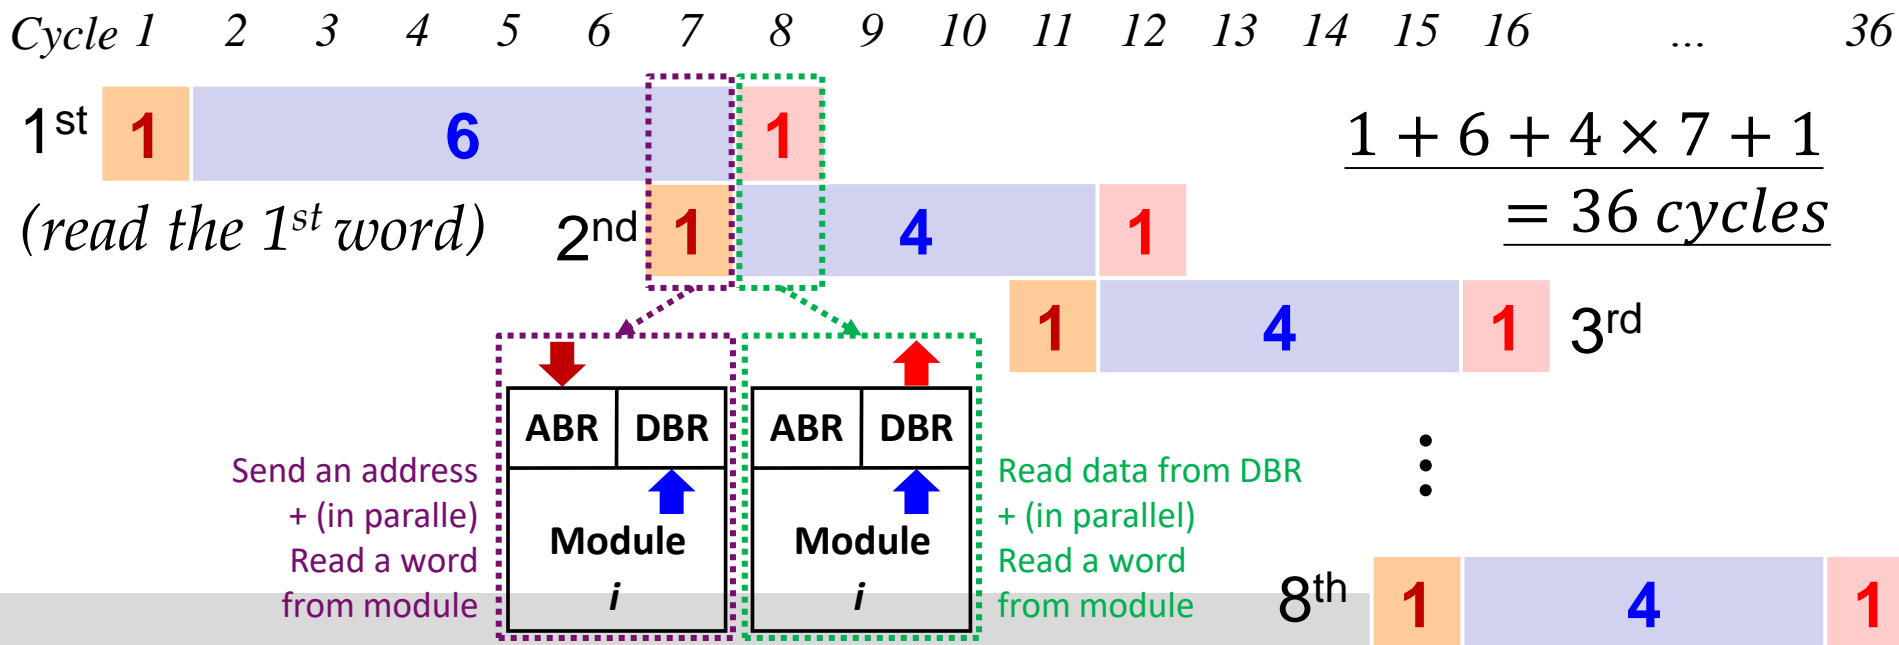 Cycle 1 2 3 4 5 6 7 8 9 10 11 12 13 14 15 16 ... 36
1st 1 6 1
1 + 6 + 4 × 7 + 1
= 36 cycles
(read the 1st word)
2nd 1 4 1
1 4 1 3rd
ABR DBR
Module
i
ABR DBR
Module
i
Send an address
+ (in paralle)
Read a word
from module
Read data from DBR
+ (in parallel)
Read a word
from module
⋮
8th 1 4 1